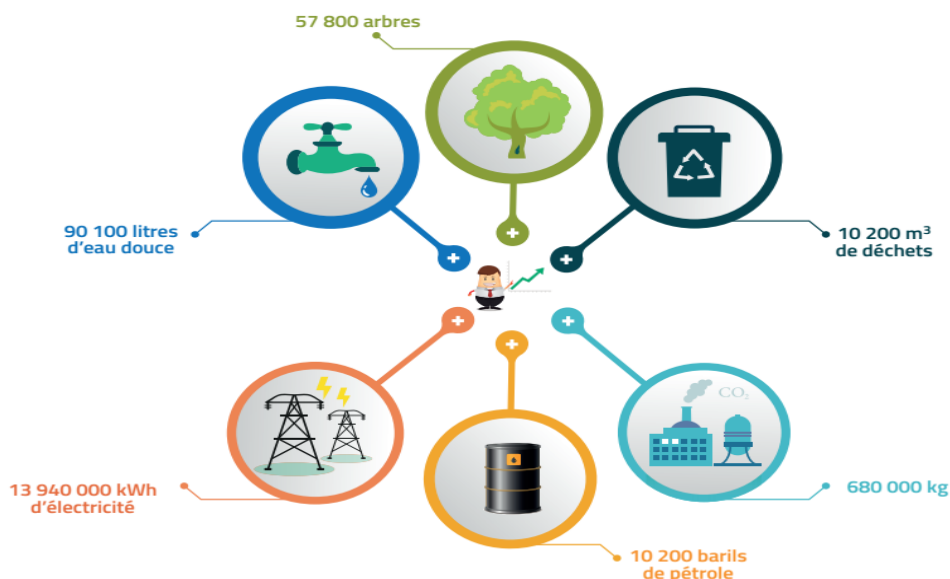 57 800 arbres
90 100 litres
d'eau douce
10 200 m³
de déchets
CO₂
13 940 000 kWh
d'électricité
680 000 kg
10 200 barils
de pétrole